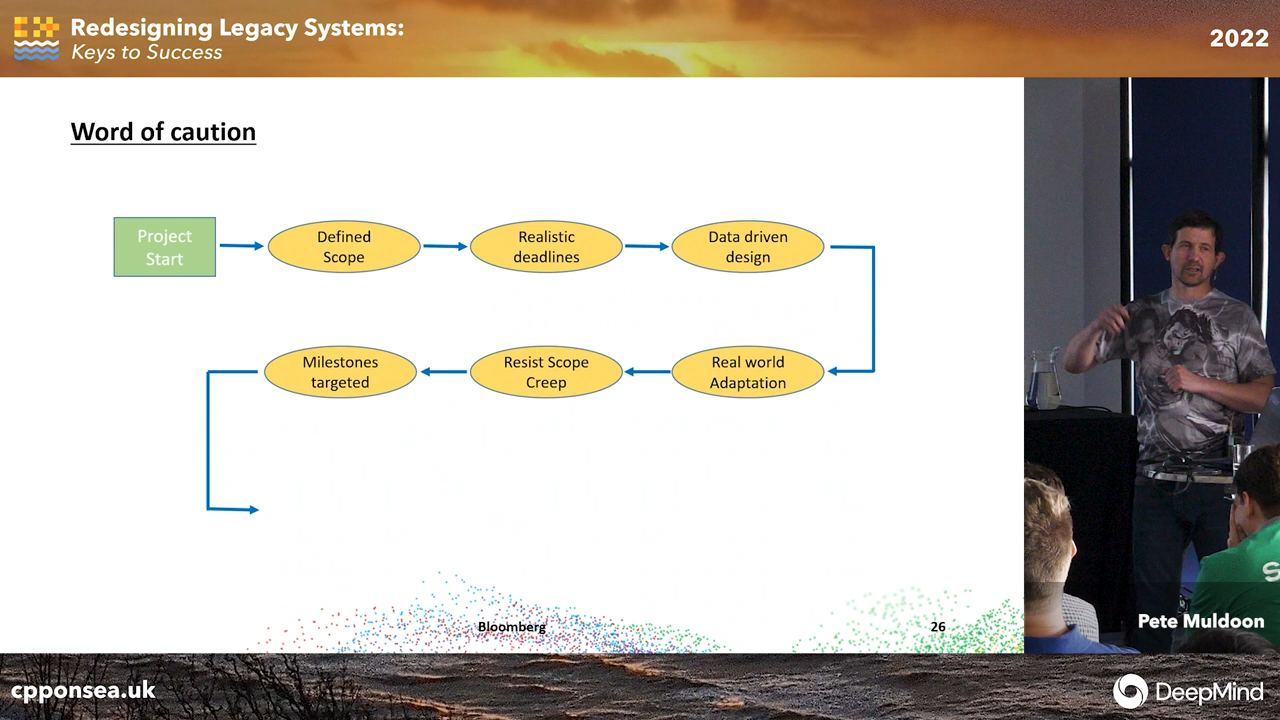 Redesigning Legacy Systems:
Keys to Success
2022
Word of caution
Project
Start
Defined
Scope
Realistic
deadlines
Data driven
design
Milestones
targeted
Resist Scope
Creep
Real world
Adaptation
Bloomberg
26
S
Pete Muldoon
cpponsea.uk
DeepMind